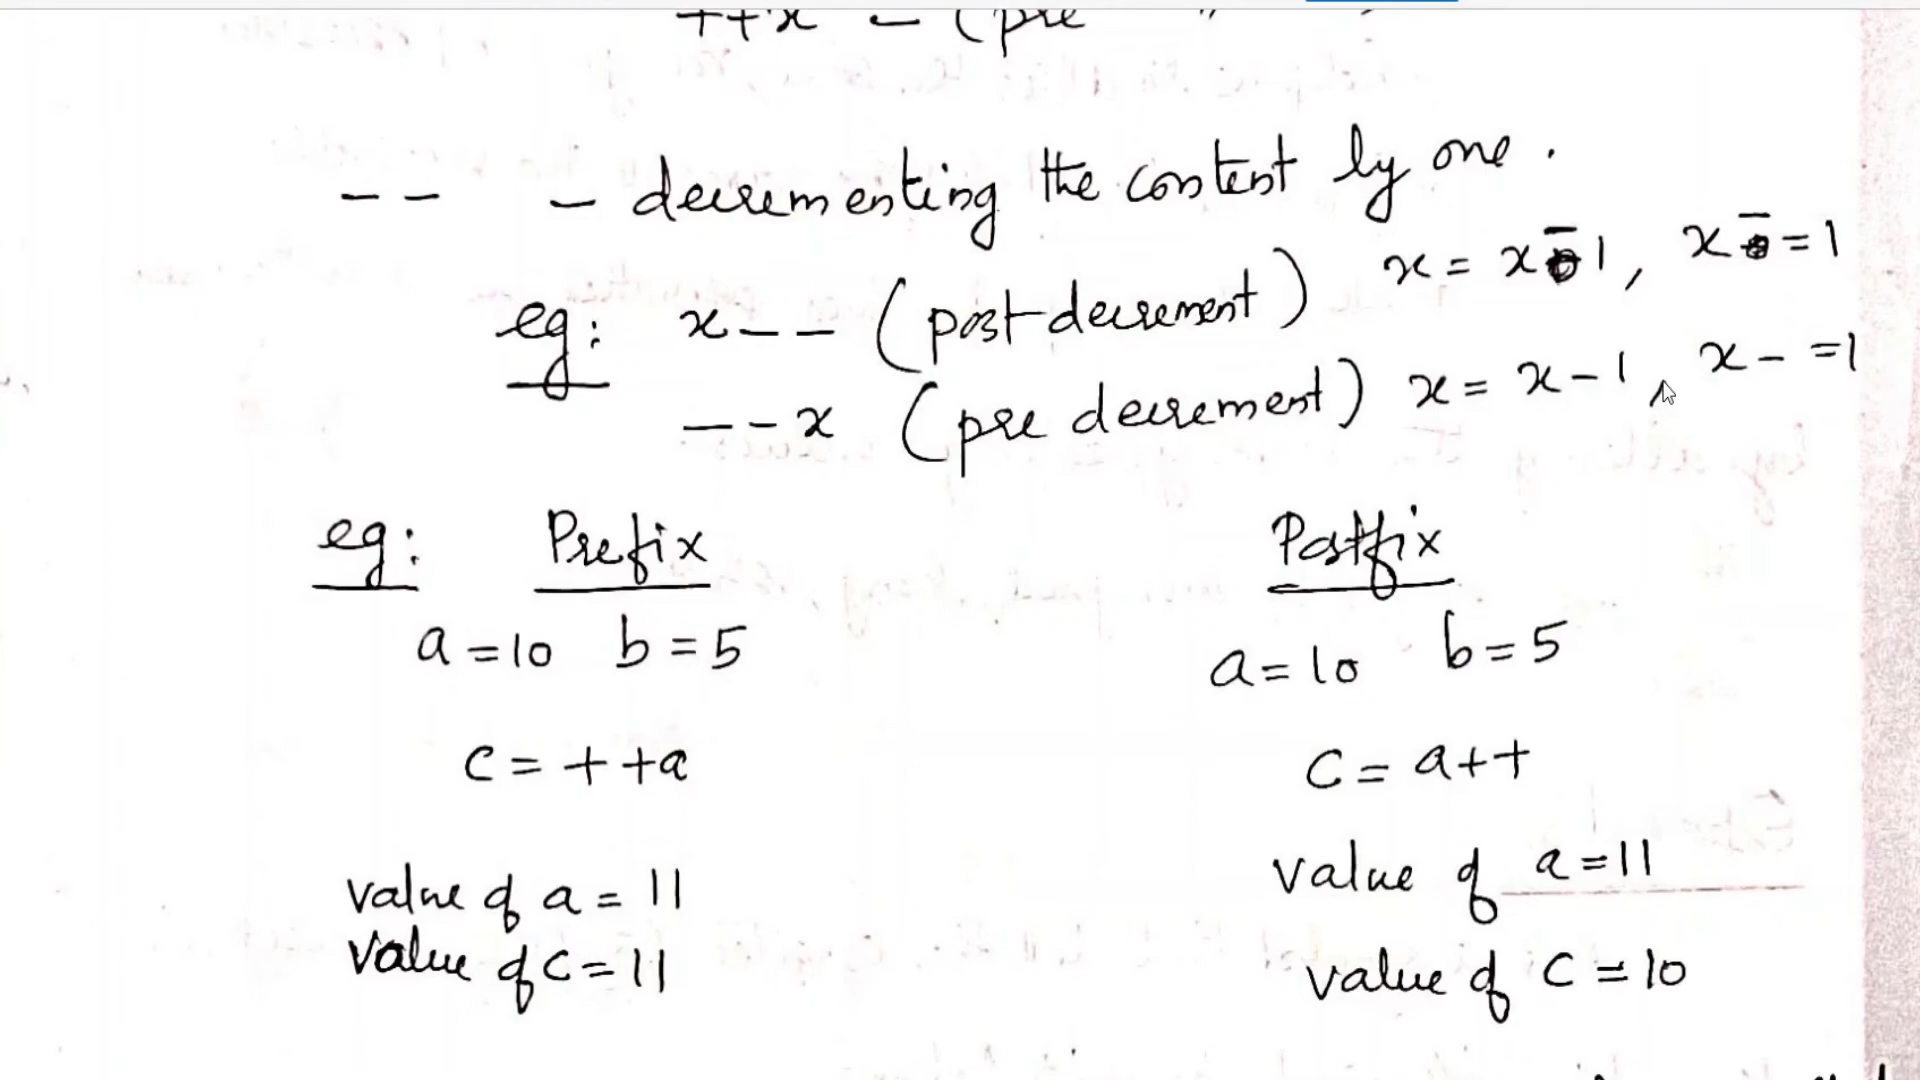 ++x - (pre "
-- - decrementing the content by one.
eg: x-- (post-decrement) x = x-1, x-=1
--x (pre decrement) x = x-1, x-=1
eg: Prefix Postfix
a=10 b=5 a=10 b=5
c= ++a c= a++
value of a=11 value of a=11
value of c=11 value of c=10